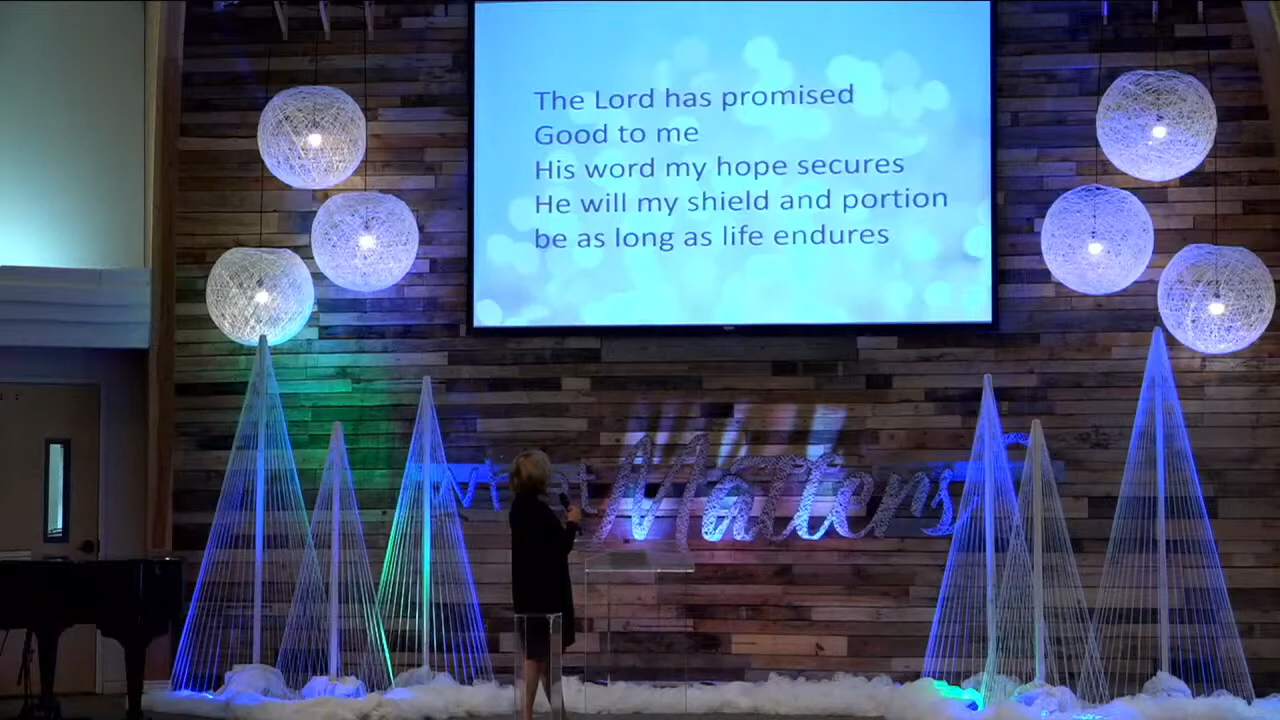 The Lord has promised
Good to me
His word my hope secures
He will my shield and portion
be as long as life endures
Matters